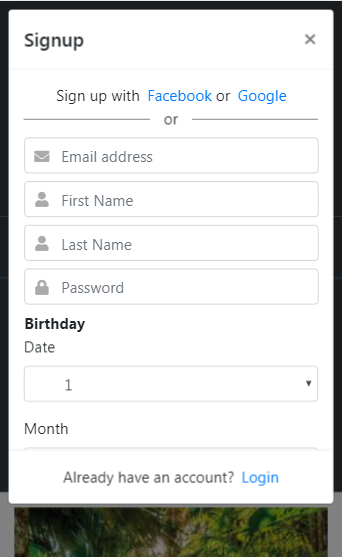 Signup ×
Sign up with Facebook or Google
or
Email address
First Name
Last Name
Password
Birthday
Date
1
Month
Already have an account? Login